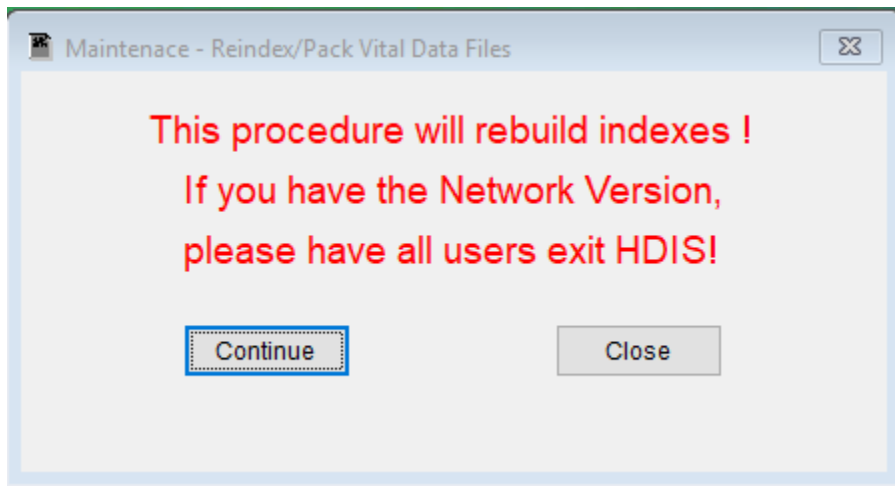 Maintenace - Reindex/Pack Vital Data Files
This procedure will rebuild indexes !
If you have the Network Version,
please have all users exit HDIS!
Continue
Close